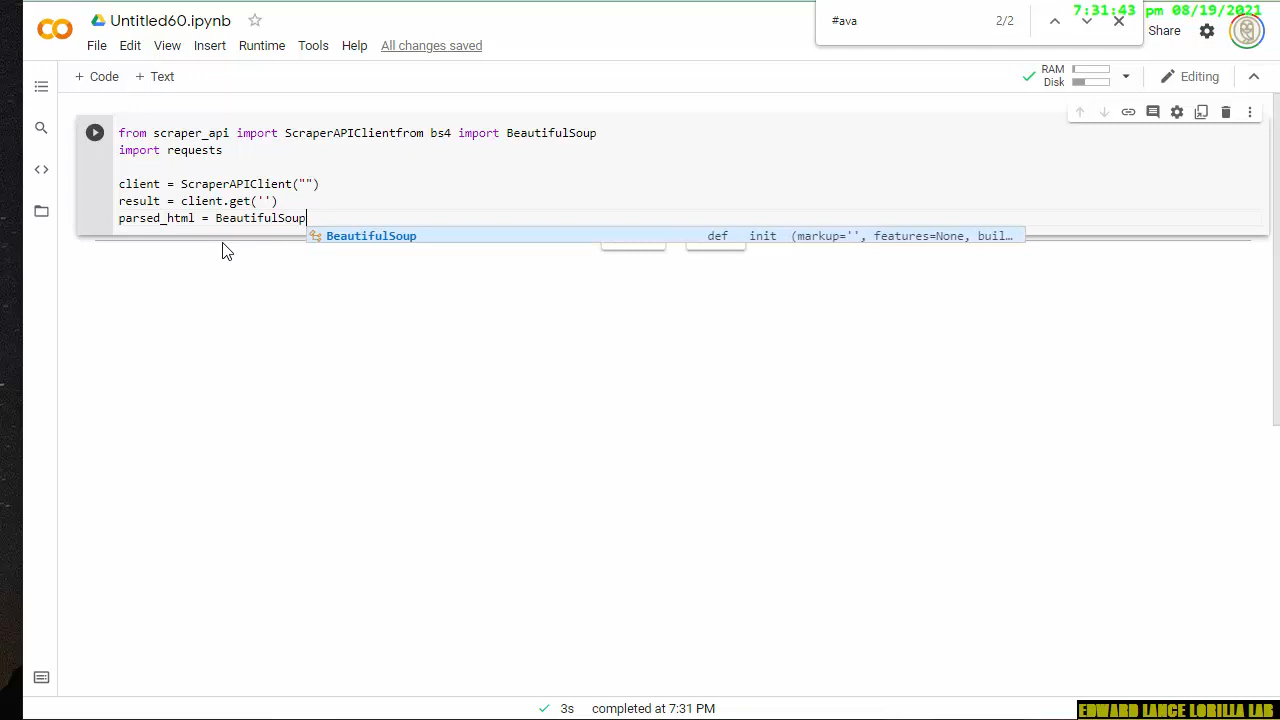 7:31:43 pm 08/19/2021
Untitled60.ipynb
#ava
2/2
File Edit View Insert Runtime Tools Help All changes saved
Share
+ Code + Text
RAM
Disk
Editing
from scraper_api import ScraperAPIClientfrom bs4 import BeautifulSoup
import requests
client = ScraperAPIClient("")
result = client.get('')
parsed_html = BeautifulSoup
BeautifulSoup def init (markup='', features=None, buil…
3s completed at 7:31 PM
EDWARD LANCE LORILLA LAB